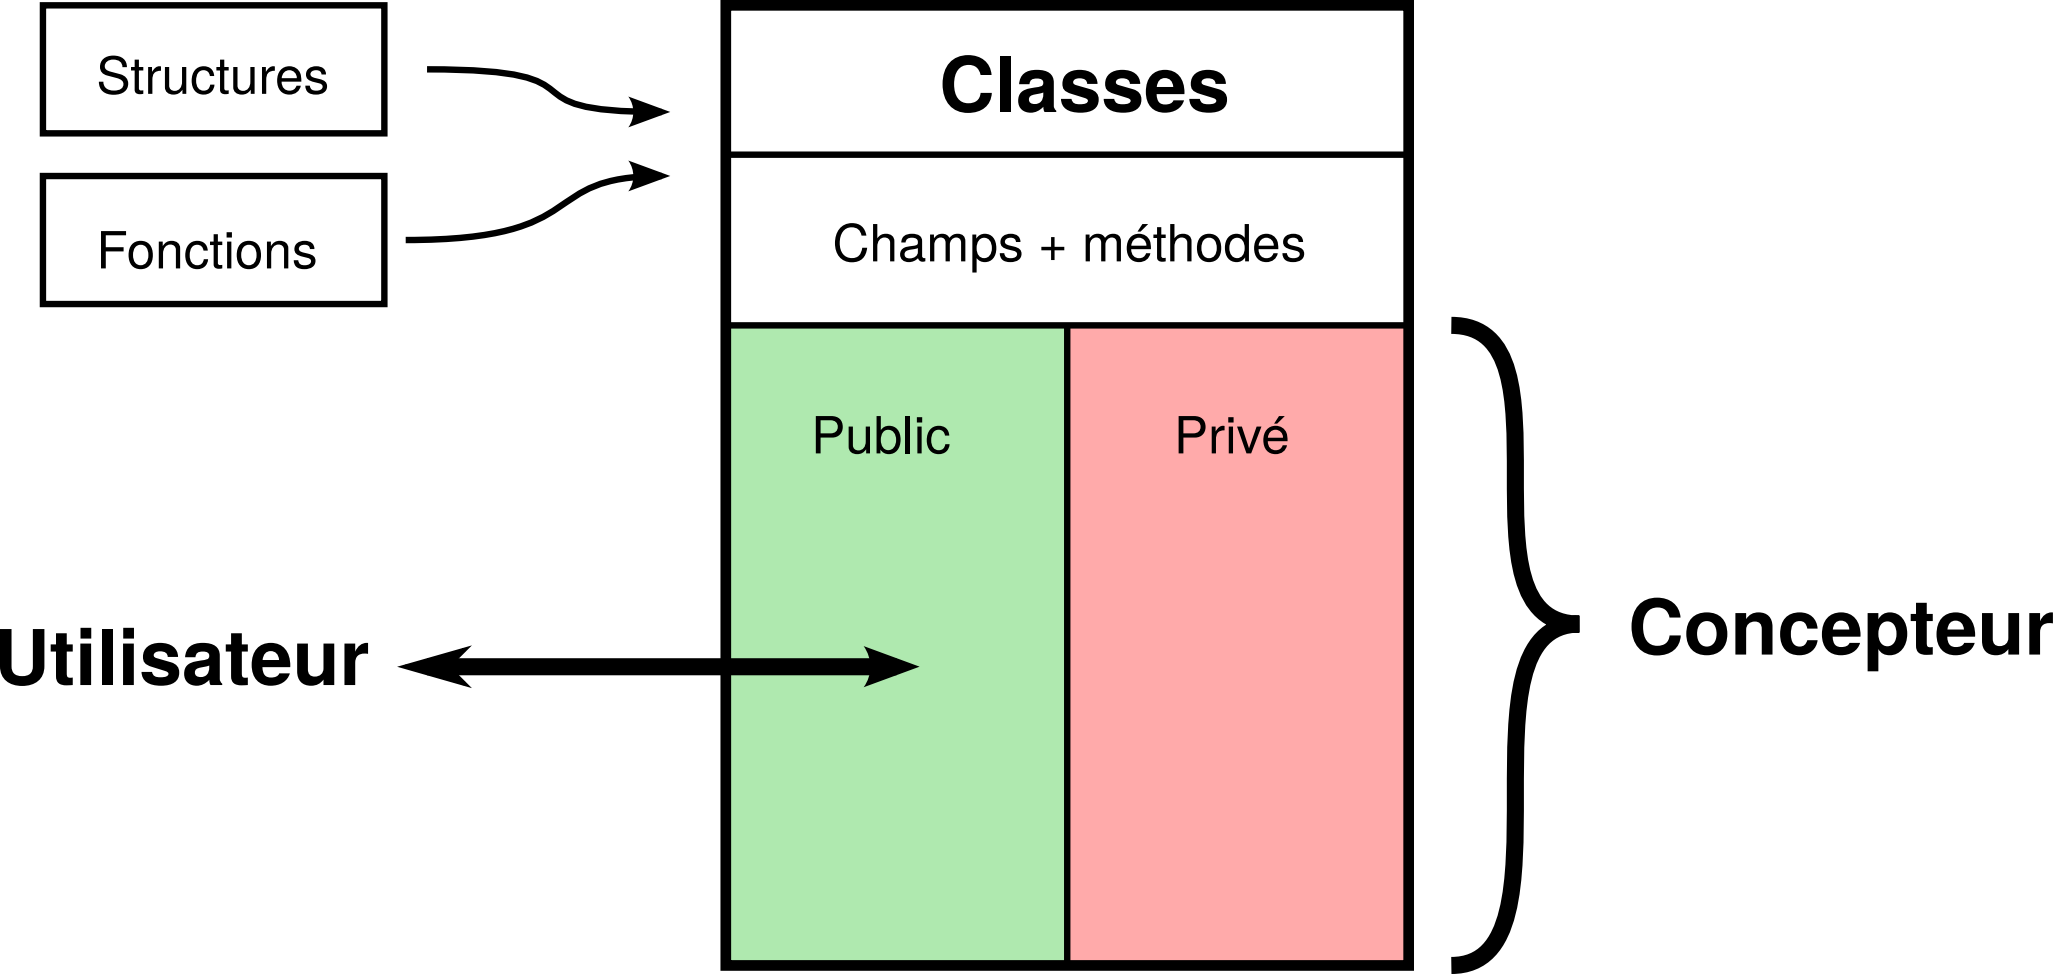 Structures
Fonctions
Classes
Champs + méthodes
Public
Privé
Utilisateur
Concepteur